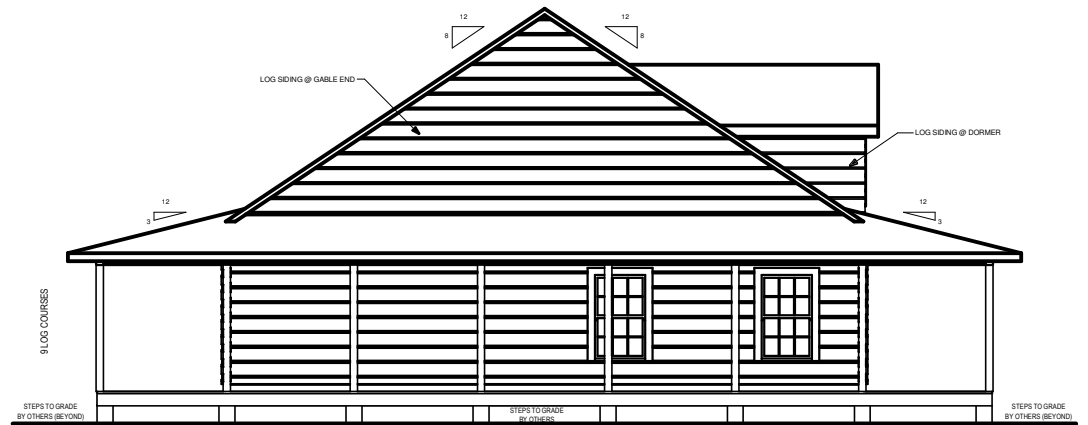 12
12
8
8
LOG SIDING @ GABLE END
LOG SIDING @ DORMER
12
12
3
3
9 LOG COURSES
STEPS TO GRADE
BY OTHERS (BEYOND)
STEPS TO GRADE
BY OTHERS
STEPS TO GRADE
BY OTHERS (BEYOND)